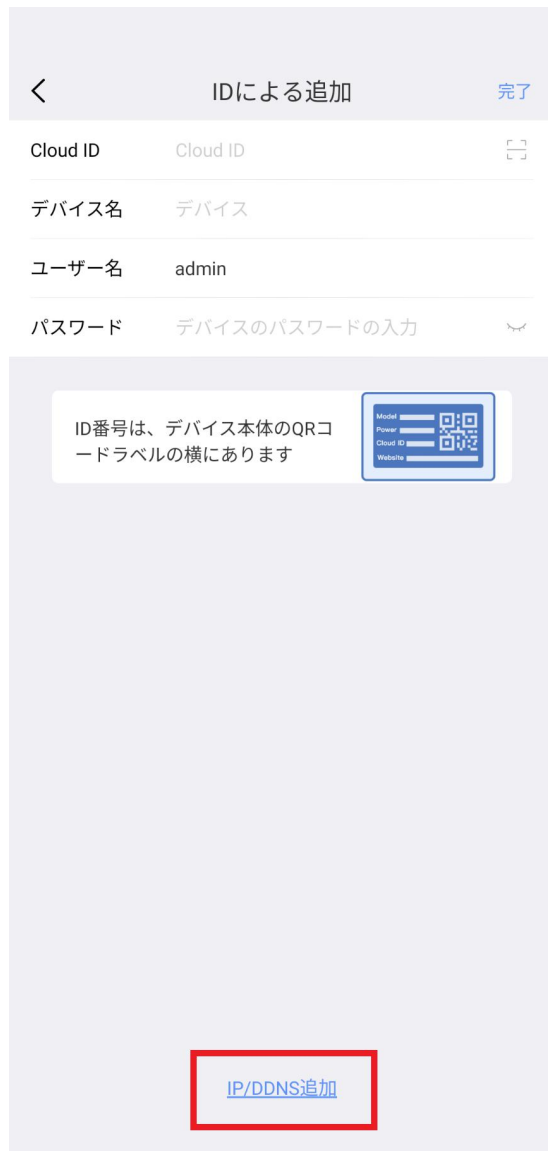 IDによる追加
完了
Cloud ID
Cloud ID
デバイス名
デバイス
ユーザー名
admin
パスワード
デバイスのパスワードの入力
ID番号は、デバイス本体のQRコ
ードラベルの横にあります
Model
Power
Cloud ID
Website
IP/DDNS追加